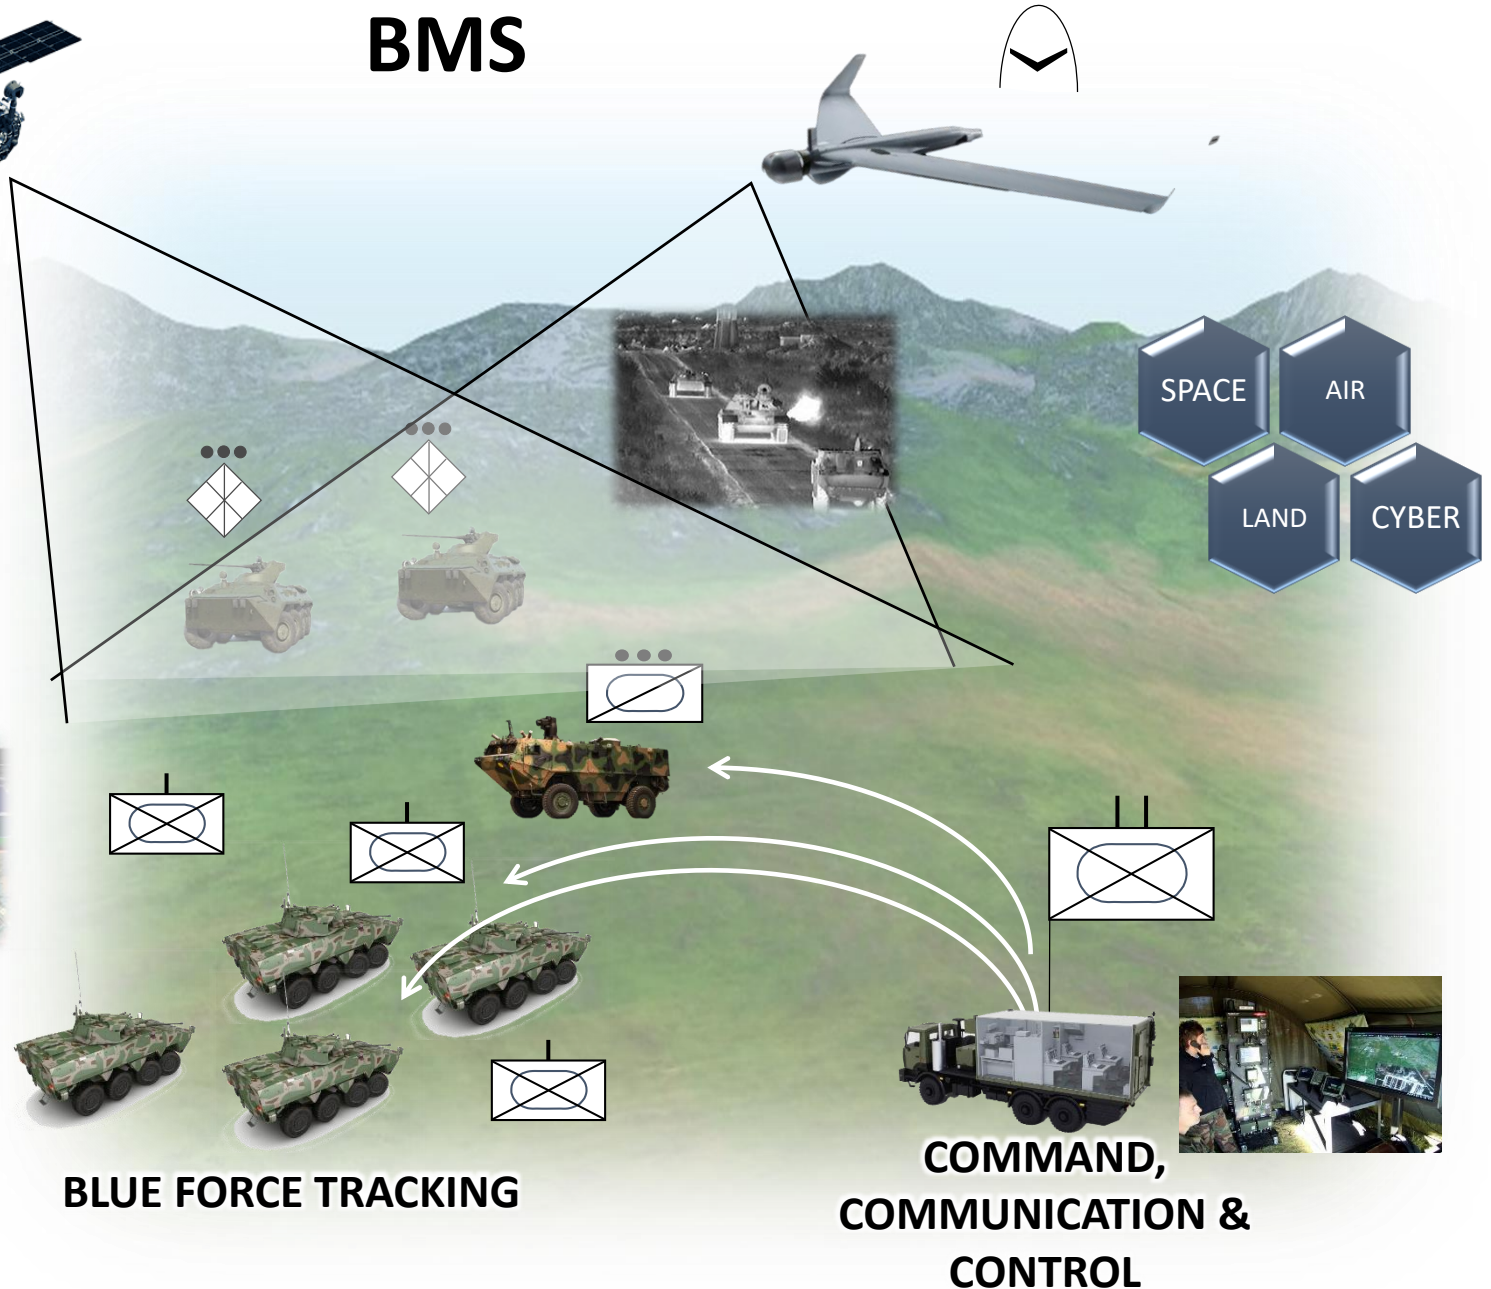 BMS
SPACE
AIR
LAND
CYBER
BLUE FORCE TRACKING
COMMAND,
COMMUNICATION &
CONTROL